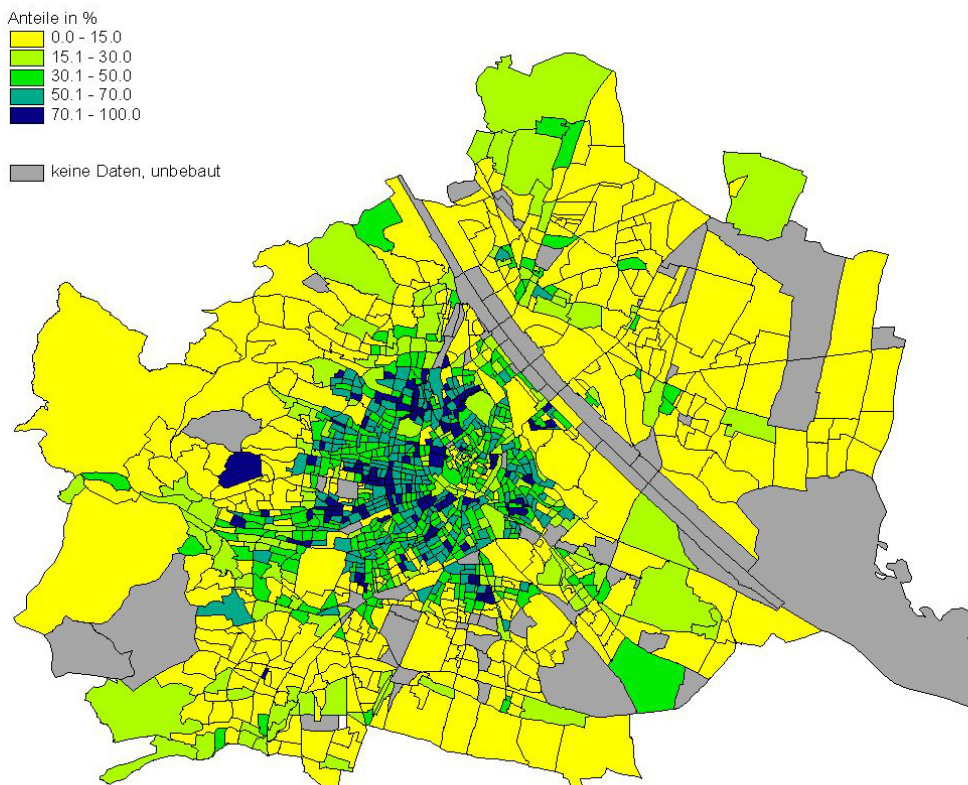 Anteile in %
0.0 - 15.0
15.1 - 30.0
30.1 - 50.0
50.1 - 70.0
70.1 - 100.0
keine Daten, unbebaut